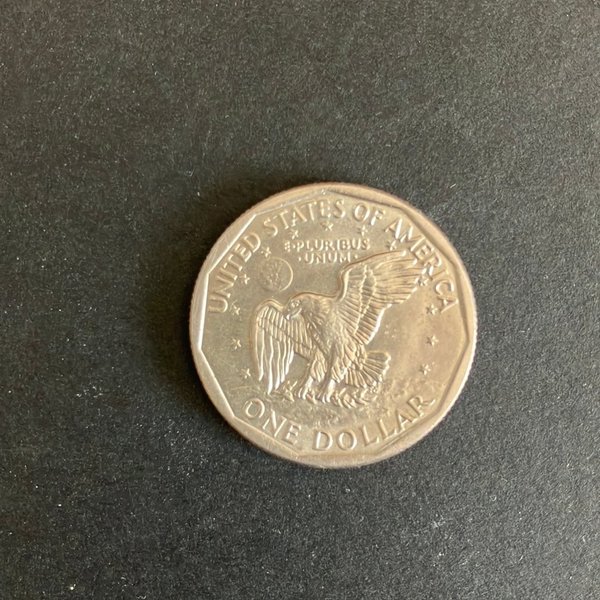 UNITED STATES OF AMERICA
E·PLURIBUS
·UNUM·
ONE DOLLAR